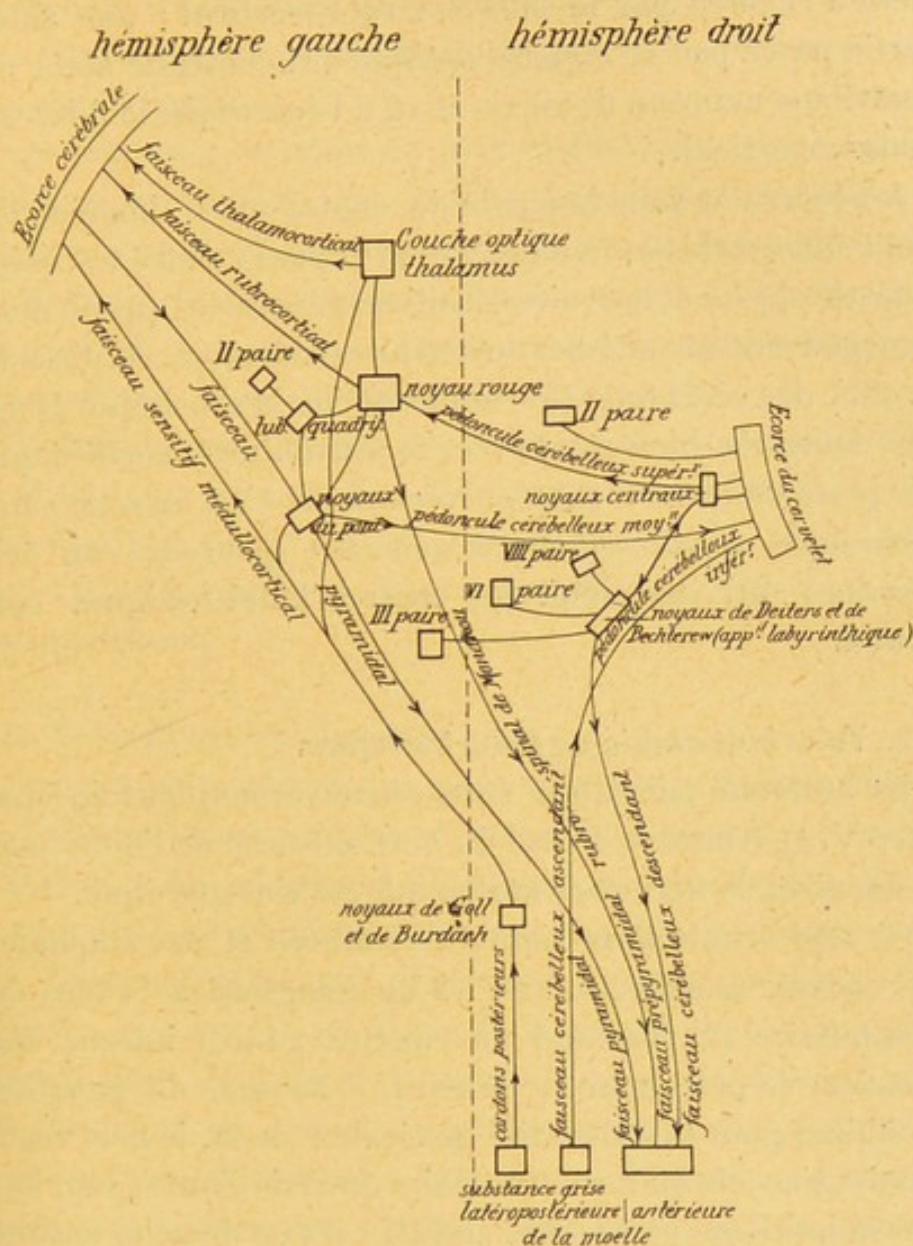 hémisphère gauche
hémisphère droit
Ecorce cérébrale
faisceau thalamocortical
Couche optique
thalamus
faisceau rubrocortical
II paire
noyau rouge
tub. quadrij.
II paire
pédoncule cérébelleux supér.r
Ecorce du cervelet
noyaux centraux
faisceau sensitif médullocortical
faisceau
pyramidal
noyaux
du pont
pédoncule cérébelleux moy.n
VIII paire
VI paire
III paire
pédoncule cérébelleux
infér.r
noyaux de Deiters et de
Bechterew (app.il labyrinthique)
rubro-spinal de Monakow
faisceau cérébelleux ascendant
noyaux de Goll
et de Burdach
cordons postérieurs
faisceau pyramidal
faisceau prépyramidal
faisceau cérébelleux descendant
substance grise
latéropostérieure | antérieure
de la moelle